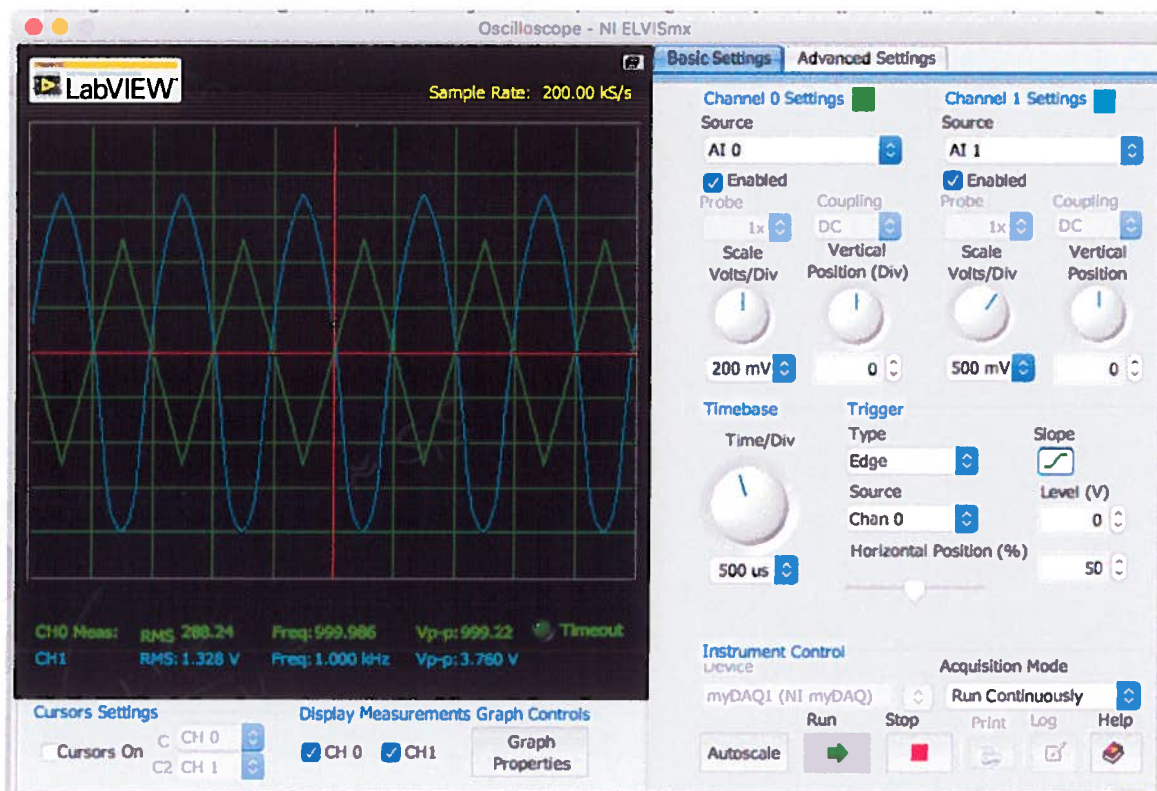 Oscilloscope - NI ELVISmx
LabVIEW
Sample Rate: 200.00 kS/s
CH0 Meas: RMS 288.24 Freq: 999.986 Vp-p: 999.22 Timeout
CH1 RMS: 1.328 V Freq: 1.000 kHz Vp-p: 3.760 V
Cursors Settings
Cursors On
C CH 0
C2 CH 1
Display Measurements
CH 0 CH1
Graph Controls
Graph
Properties
Basic Settings Advanced Settings
Channel 0 Settings Channel 1 Settings
Source Source
AI 0 AI 1
Enabled Enabled
Probe Coupling Probe Coupling
1x DC 1x DC
Scale Vertical Scale Vertical
Volts/Div Position (Div) Volts/Div Position
200 mV 0 500 mV 0
Timebase Trigger
Time/Div Type Slope
Edge
Source Level (V)
Chan 0 0
Horizontal Position (%)
500 us 50
Instrument Control
Device Acquisition Mode
myDAQ1 (NI myDAQ) Run Continuously
Run Stop Print Log Help
Autoscale